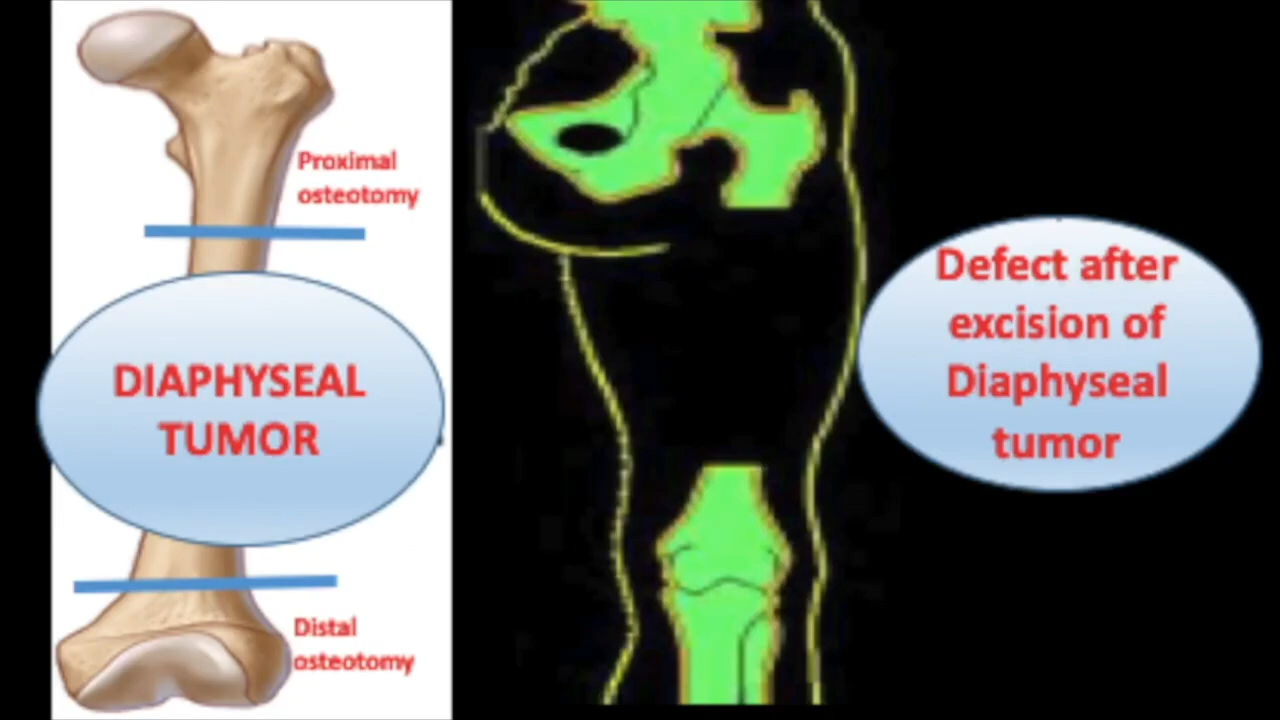 Proximal
osteotomy
DIAPHYSEAL
TUMOR
Distal
osteotomy
Defect after
excision of
Diaphyseal
tumor